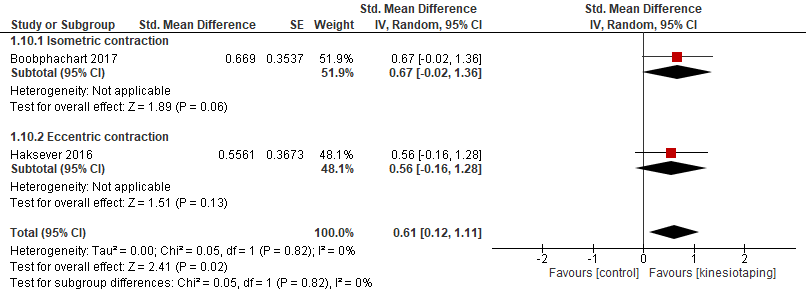 Std. Mean Difference Std. Mean Difference
Study or Subgroup Std. Mean Difference SE Weight IV, Random, 95% CI IV, Random, 95% CI
1.10.1 Isometric contraction
Boobphachart 2017 0.669 0.3537 51.9% 0.67 [-0.02, 1.36]
Subtotal (95% CI) 51.9% 0.67 [-0.02, 1.36]
Heterogeneity: Not applicable
Test for overall effect: Z = 1.89 (P = 0.06)
1.10.2 Eccentric contraction
Haksever 2016 0.5561 0.3673 48.1% 0.56 [-0.16, 1.28]
Subtotal (95% CI) 48.1% 0.56 [-0.16, 1.28]
Heterogeneity: Not applicable
Test for overall effect: Z = 1.51 (P = 0.13)
Total (95% CI) 100.0% 0.61 [0.12, 1.11]
Heterogeneity: Tau² = 0.00; Chi² = 0.05, df = 1 (P = 0.82); I² = 0%
Test for overall effect: Z = 2.41 (P = 0.02)
Test for subgroup differences: Chi² = 0.05, df = 1 (P = 0.82), I² = 0%
-2 -1 0 1 2
Favours [control] Favours [kinesiotaping]